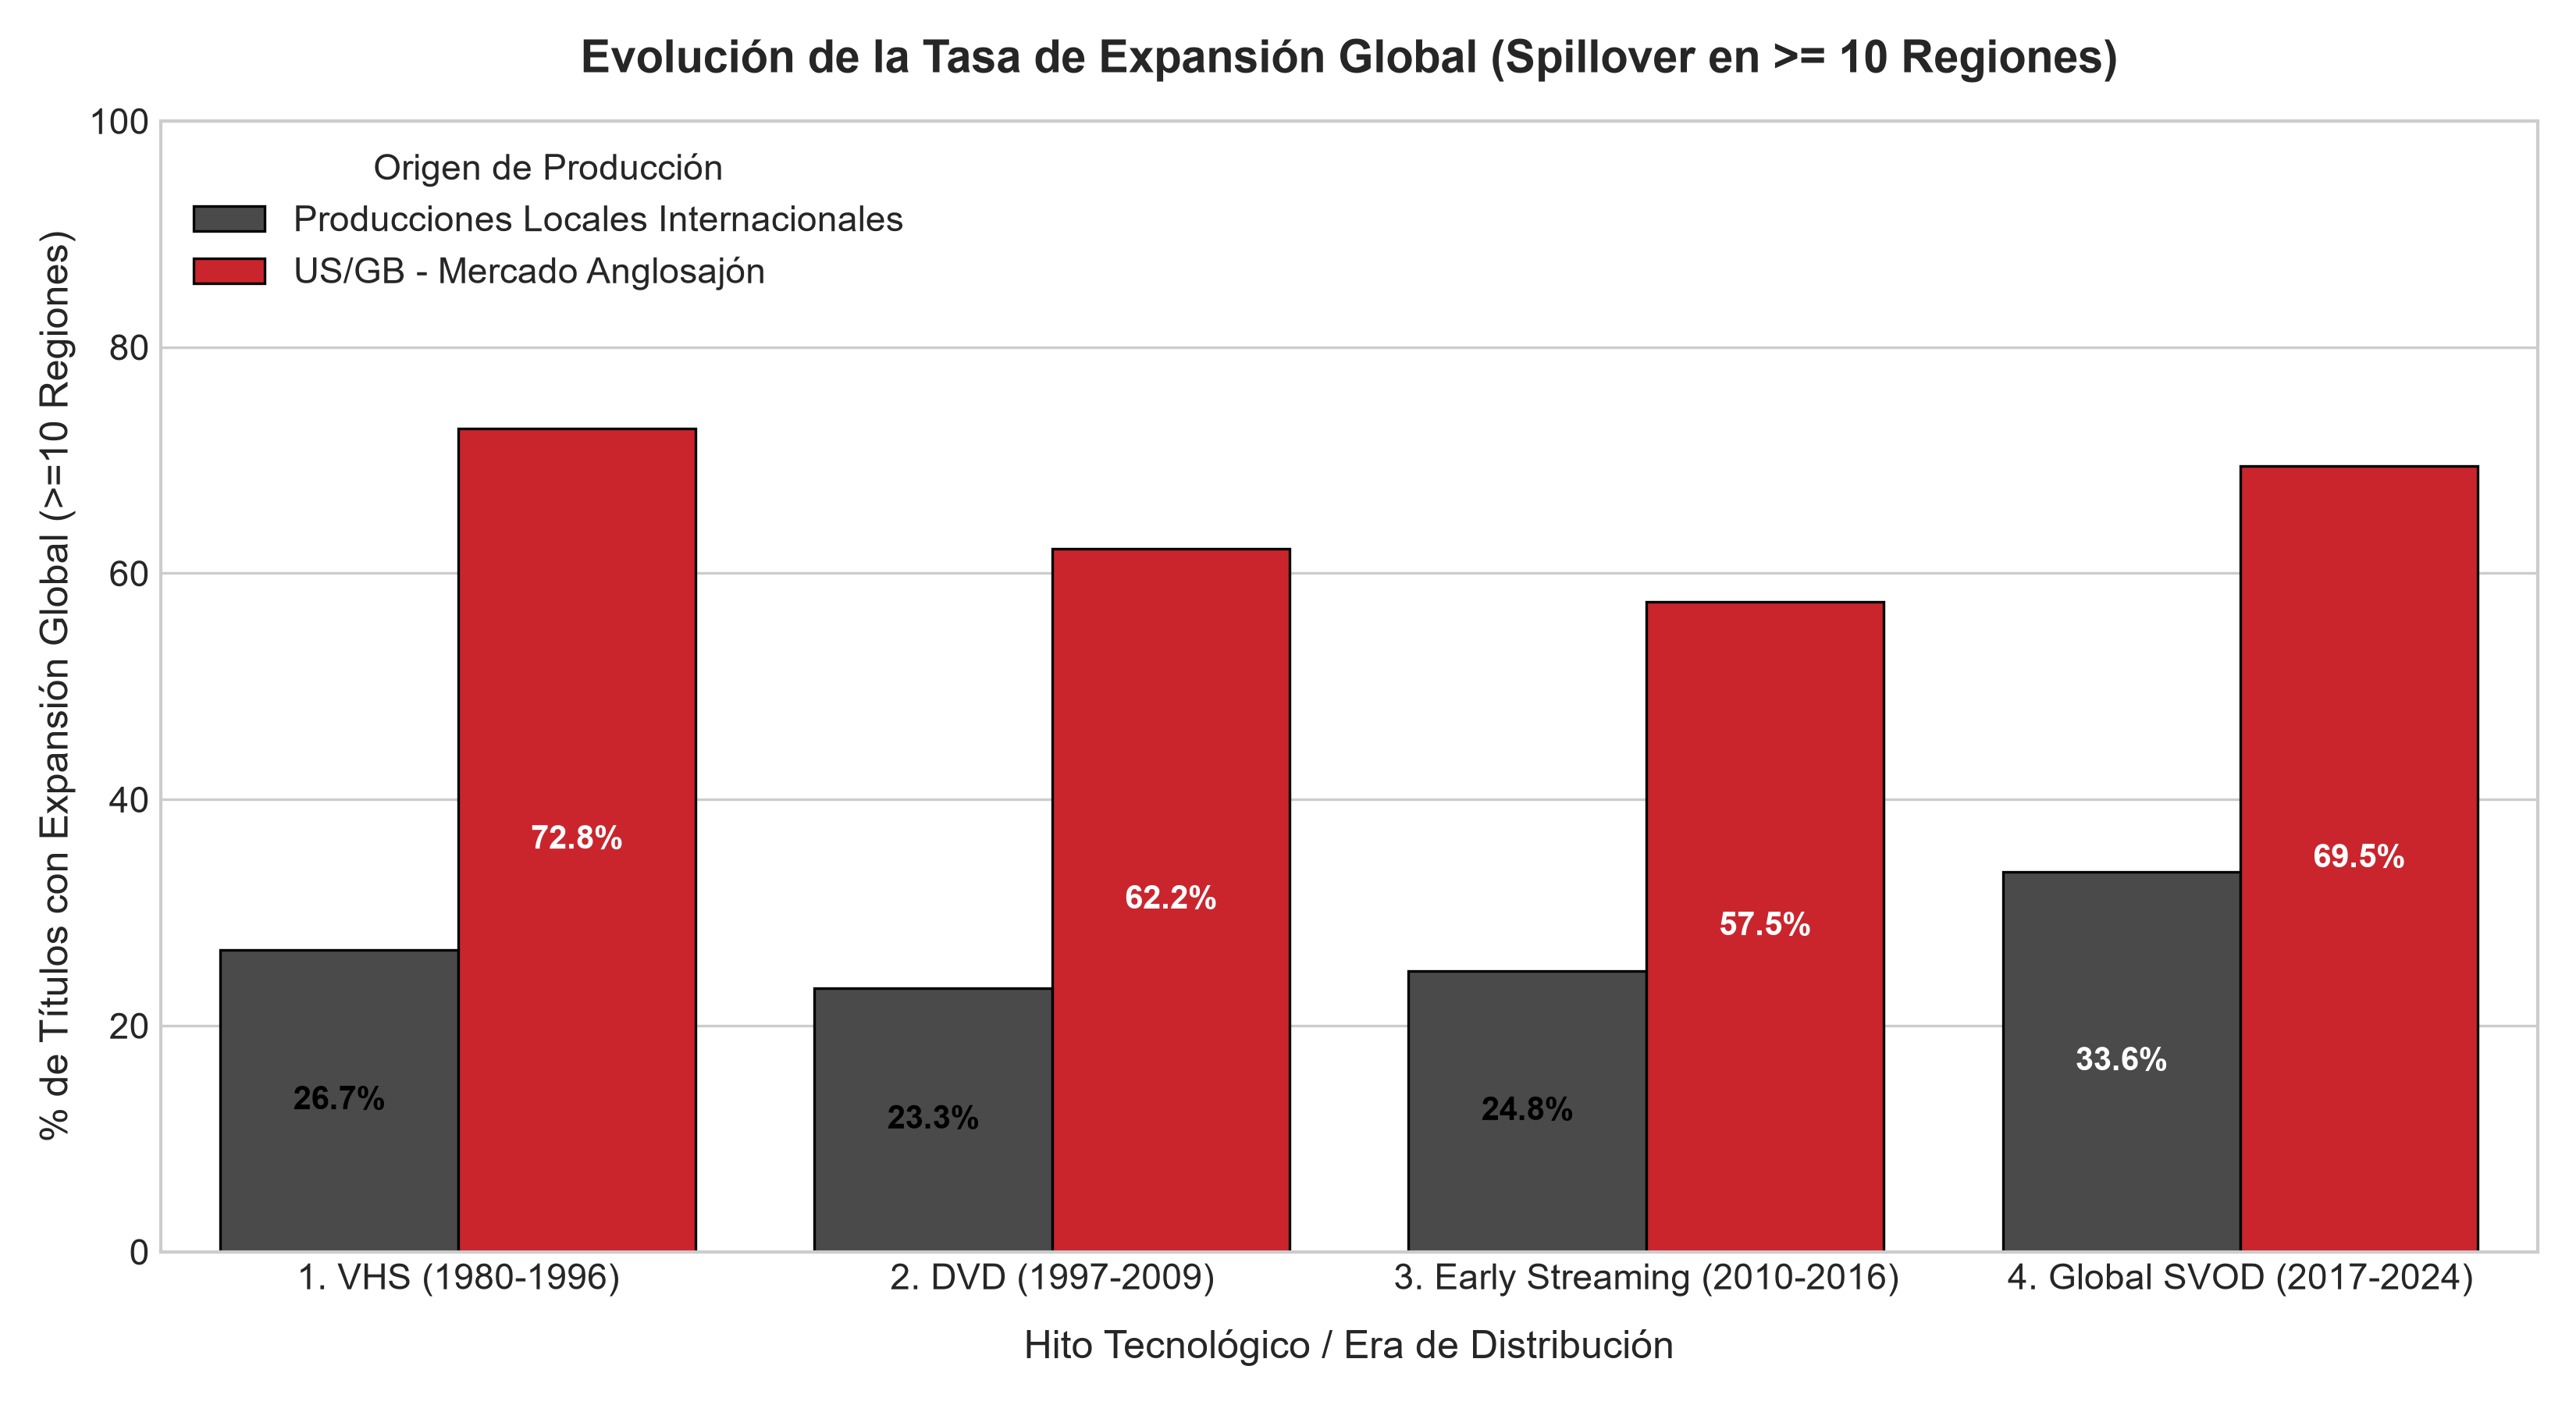 Evolución de la Tasa de Expansión Global (Spillover en >= 10 Regiones)
% de Títulos con Expansión Global (>=10 Regiones)
100
80
60
40
20
0
Origen de Producción
Producciones Locales Internacionales
US/GB - Mercado Anglosajón
26.7%
72.8%
23.3%
62.2%
24.8%
57.5%
33.6%
69.5%
1. VHS (1980-1996)
2. DVD (1997-2009)
3. Early Streaming (2010-2016)
4. Global SVOD (2017-2024)
Hito Tecnológico / Era de Distribución